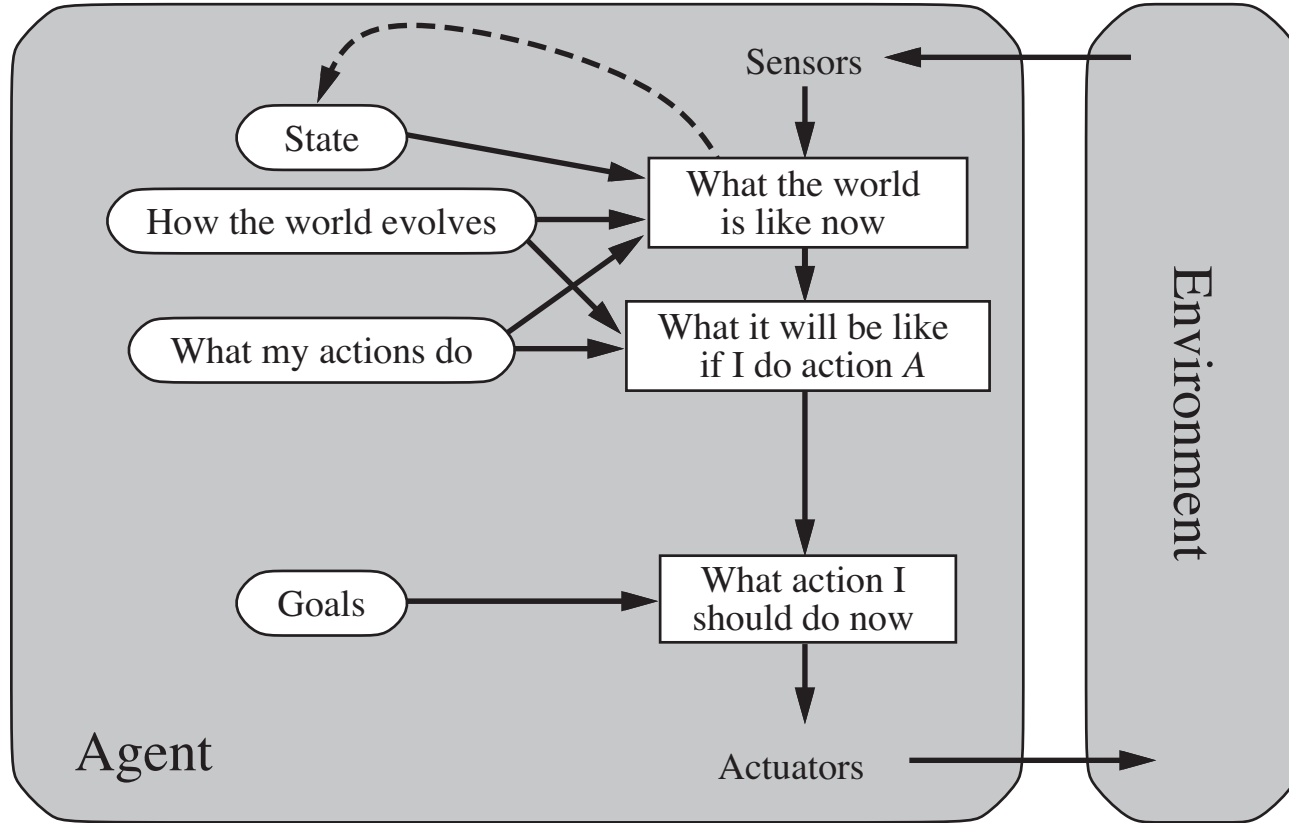 Sensors
State
What the world
is like now
How the world evolves
What it will be like
if I do action A
What my actions do
Environment
What action I
should do now
Goals
Agent
Actuators